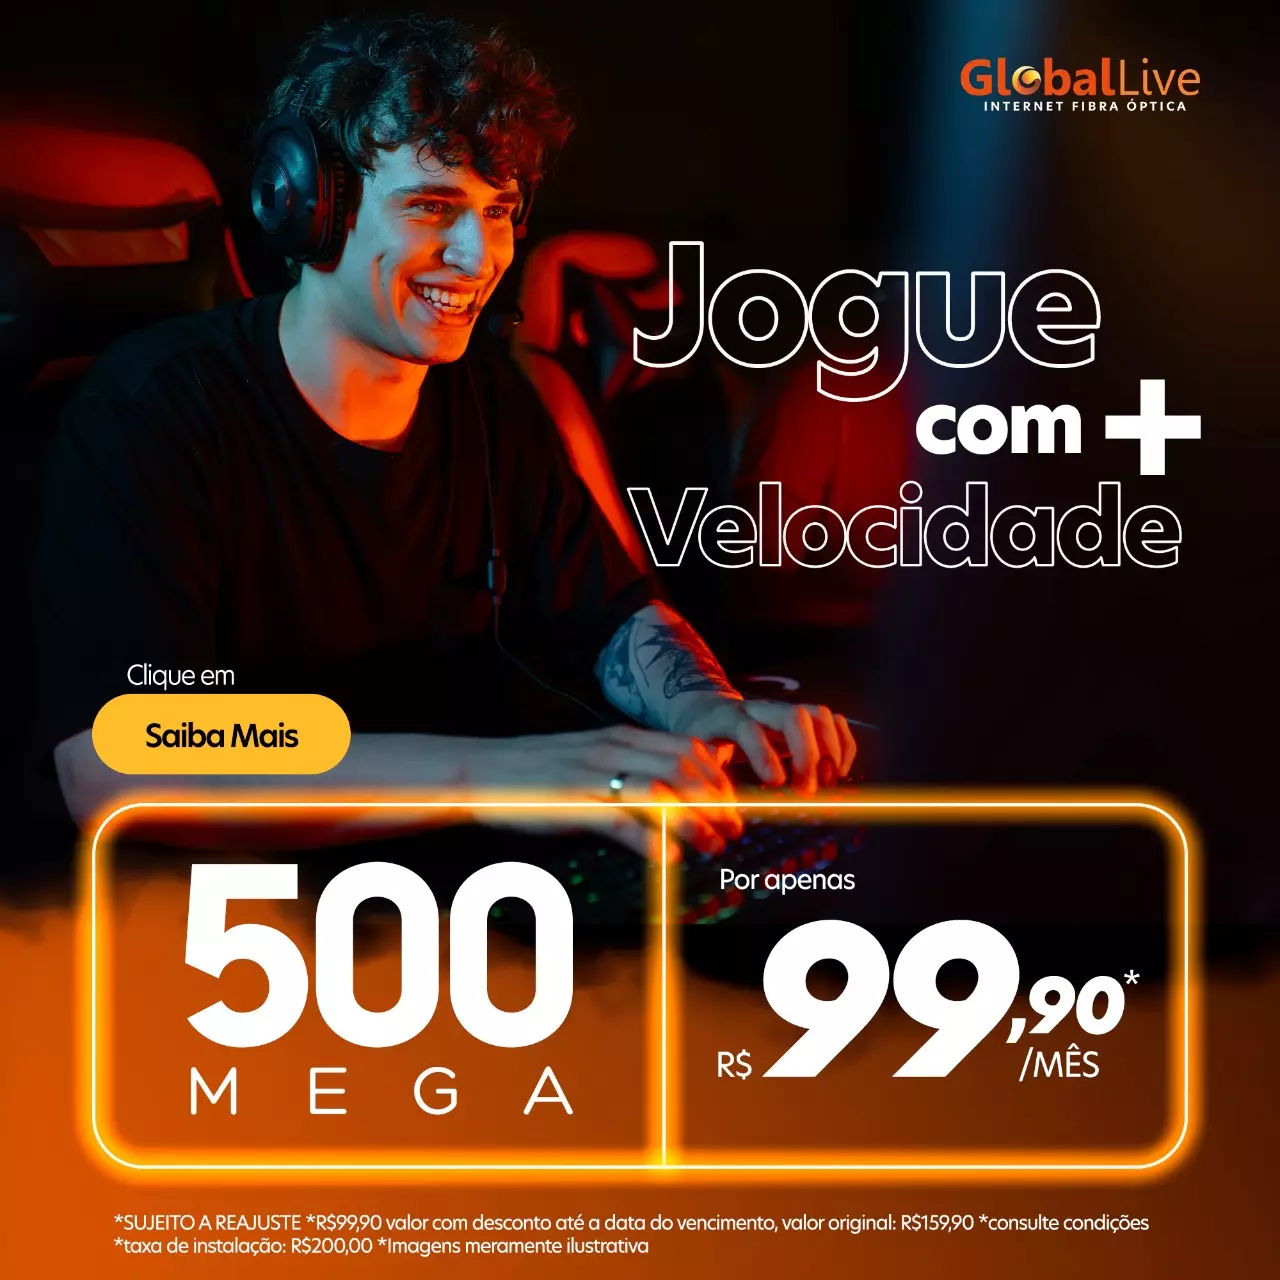 GlobalLive
INTERNET FIBRA ÓPTICA
Jogue
com +
Velocidade
Clique em
Saiba Mais
500
MEGA
Por apenas
R$ 99,90*
/MÊS
*SUJEITO A REAJUSTE *R$99,90 valor com desconto até a data do vencimento, valor original: R$159,90 *consulte condições
*taxa de instalação: R$200,00 *Imagens meramente ilustrativa